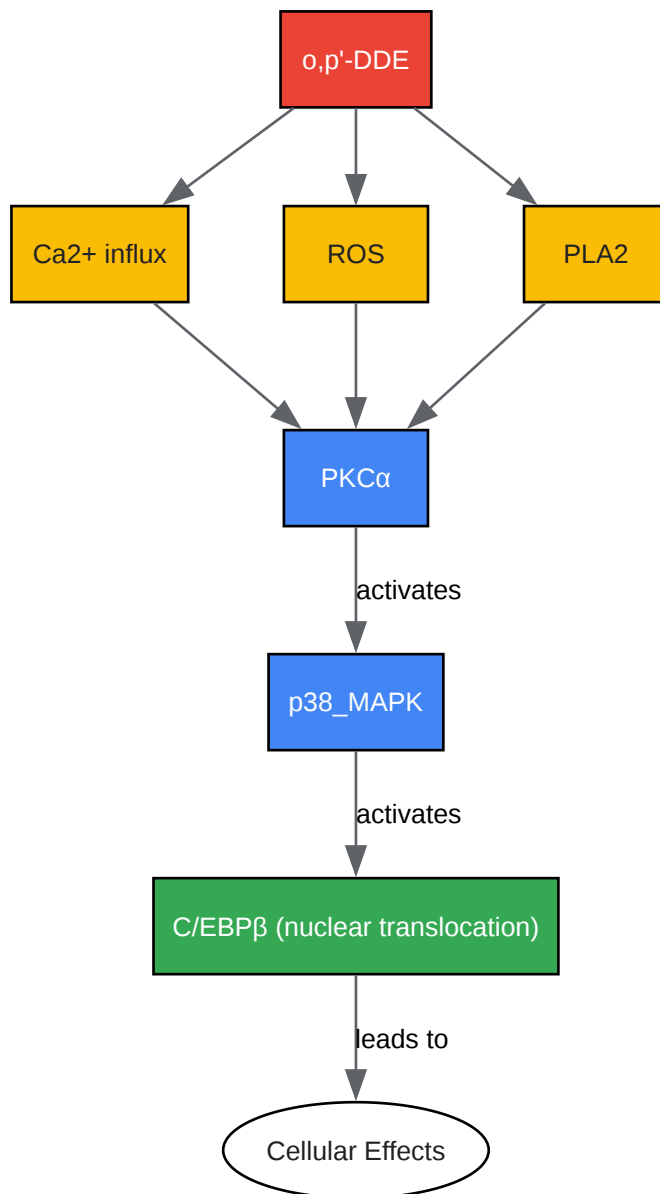 o,p'-DDE
Ca2+ influx
ROS
PLA2
PKCα
activates
p38_MAPK
activates
C/EBPβ (nuclear translocation)
leads to
Cellular Effects